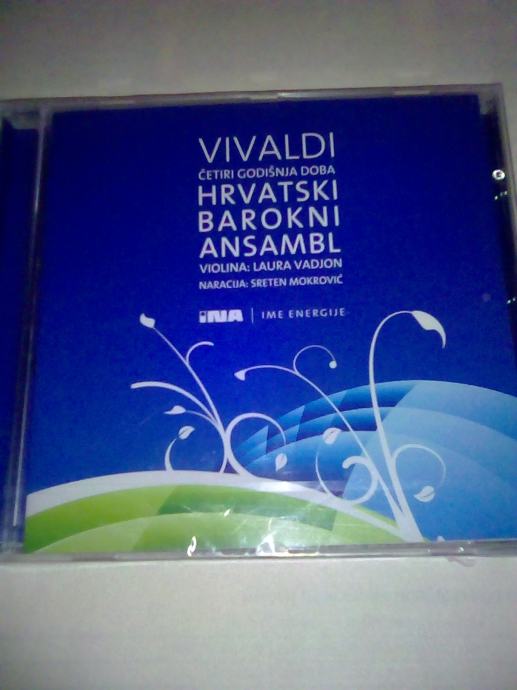 VIVALDI
ČETIRI GODIŠNJA DOBA
HRVATSKI
BAROKNI
ANSAMBL
VIOLINA: LAURA VADJON
NARACIJA: SRETEN MOKROVIĆ
INA | IME ENERGIJE